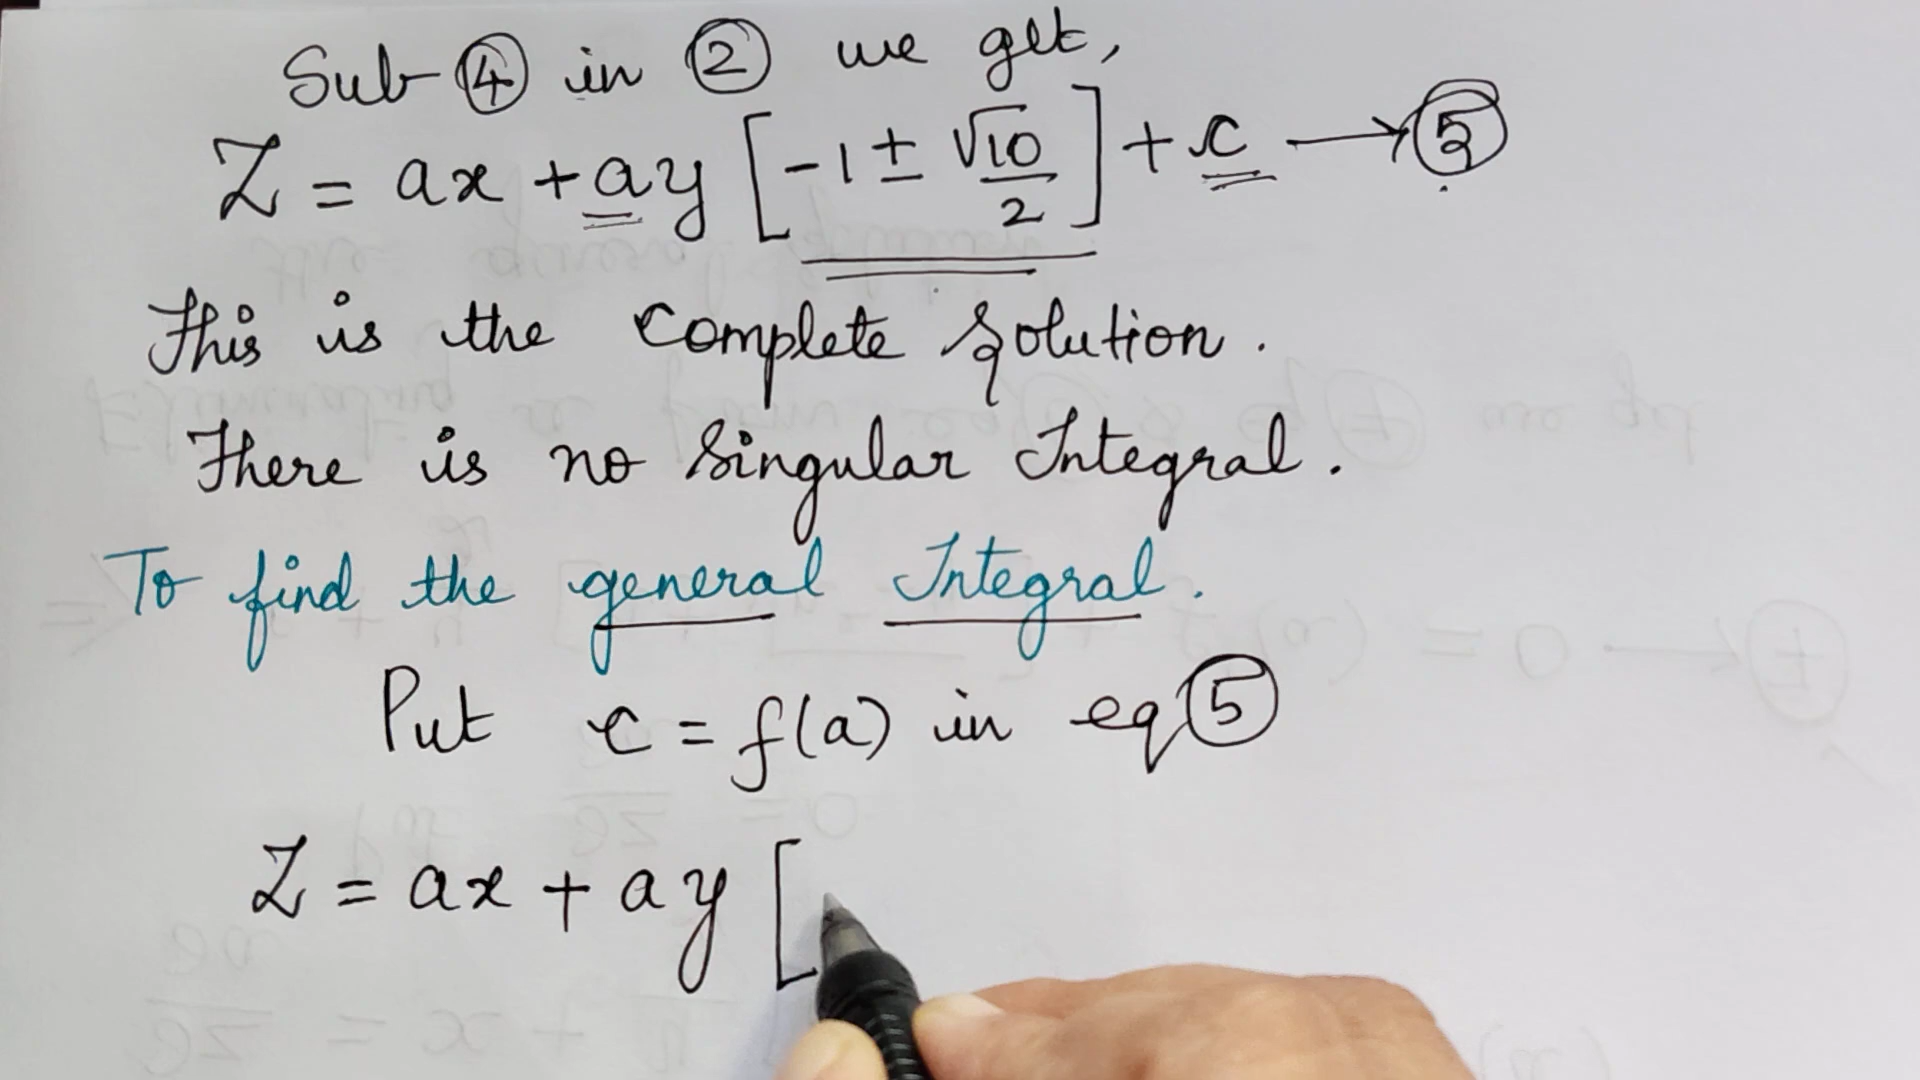 Sub ④ in ② we get,
Z = ax + ay [-1 ± √10/2] + c → ⑤
This is the complete solution.
There is no Singular Integral.
To find the general Integral.
Put c = f(a) in eq ⑤
Z = ax + ay [